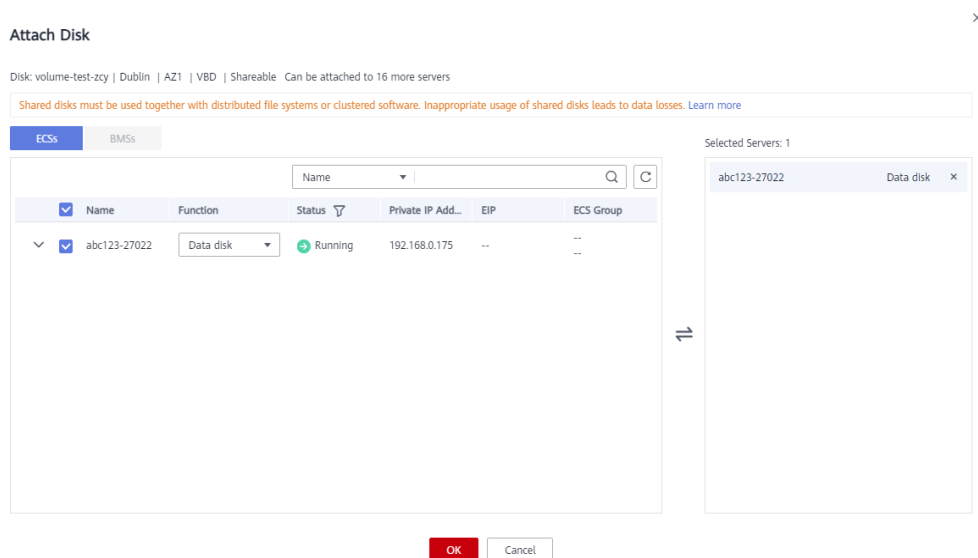 Attach Disk
Disk: volume-test-zcy | Dublin | AZ1 | VBD | Shareable Can be attached to 16 more servers
Shared disks must be used together with distributed file systems or clustered software. Inappropriate usage of shared disks leads to data losses. Learn more
ECSs BMSs
Selected Servers: 1
Name
abc123-27022 Data disk ×
Name Function Status Private IP Add... EIP ECS Group
abc123-27022 Data disk Running 192.168.0.175 -- --
--
OK Cancel